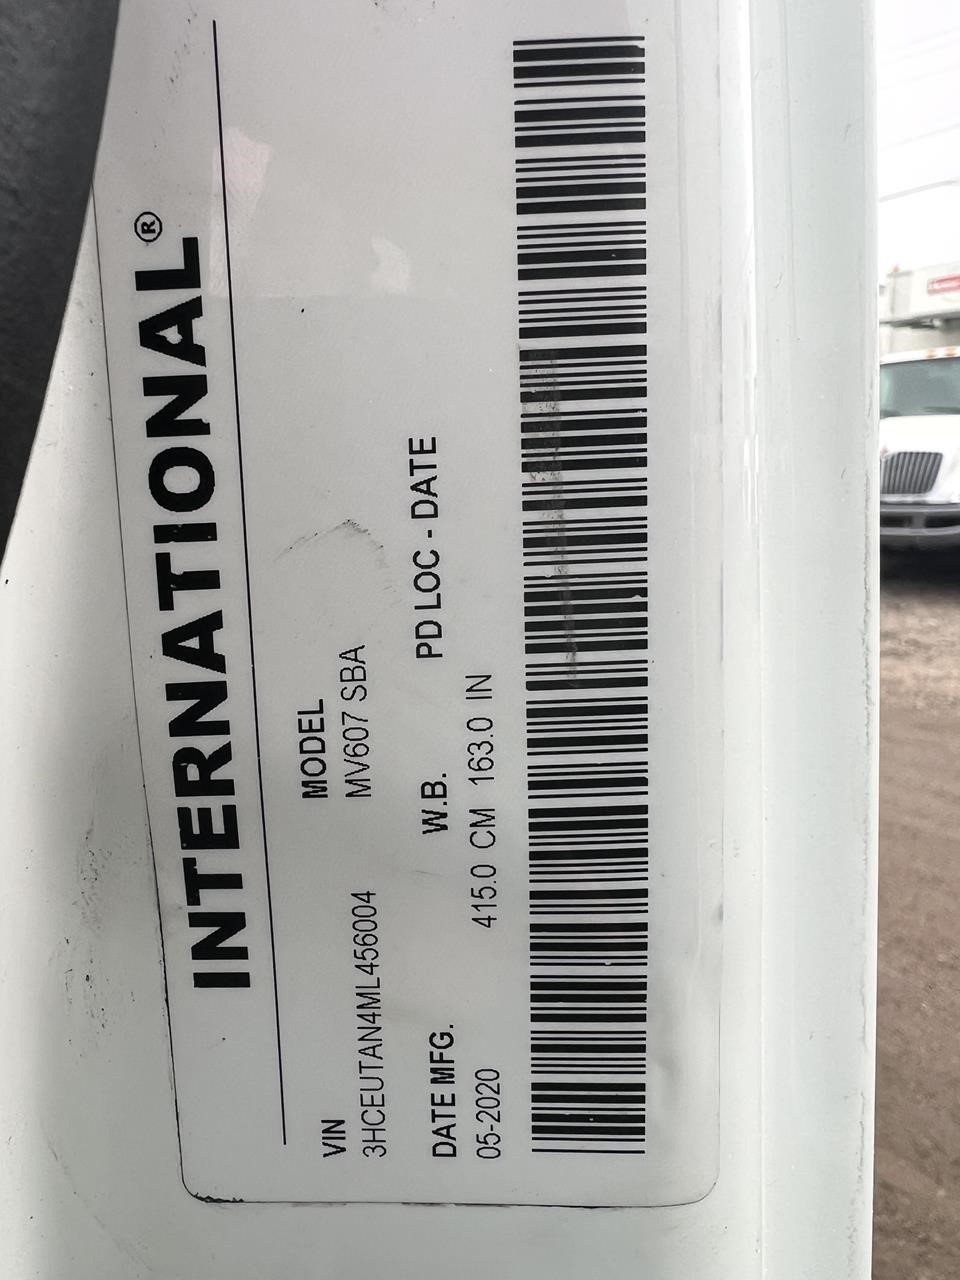 INTERNATIONAL®
VIN MODEL
3HCEUTAN4ML456004 MV607 SBA
DATE MFG. W.B. PD LOC - DATE
05-2020 415.0 CM 163.0 IN